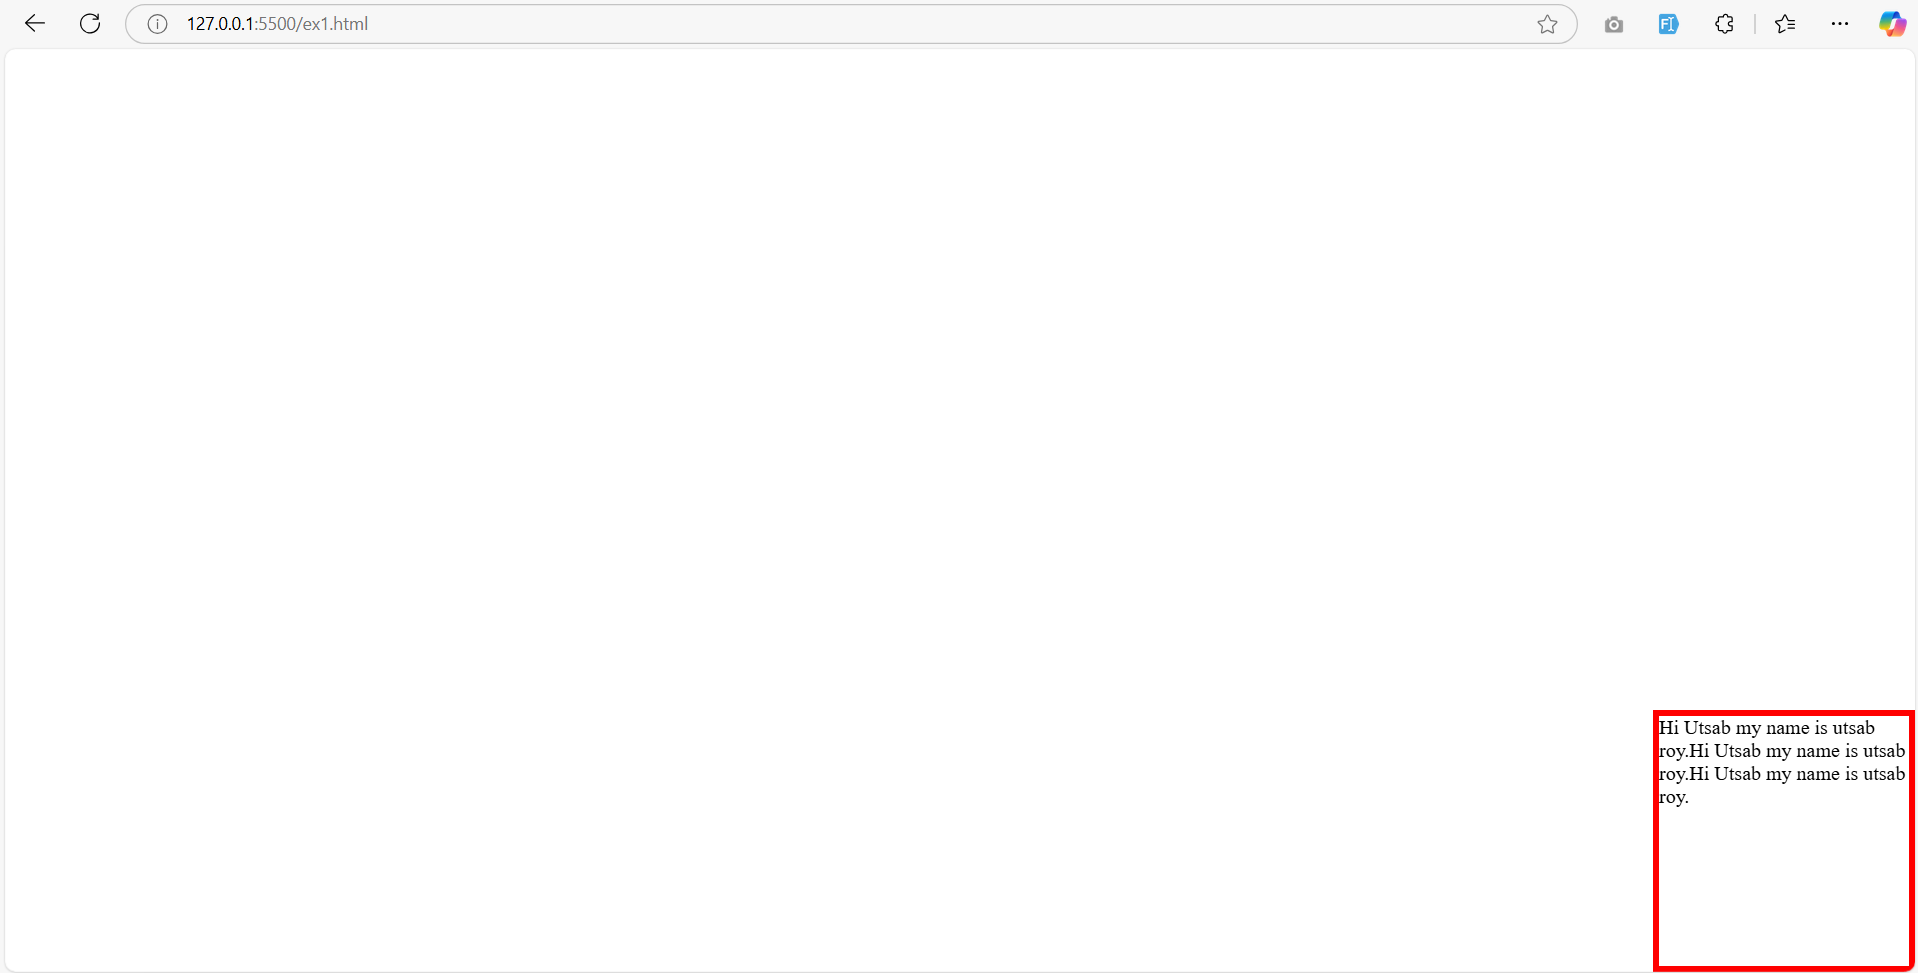 127.0.0.1:5500/ex1.html
Hi Utsab my name is utsab
roy.Hi Utsab my name is utsab
roy.Hi Utsab my name is utsab
roy.